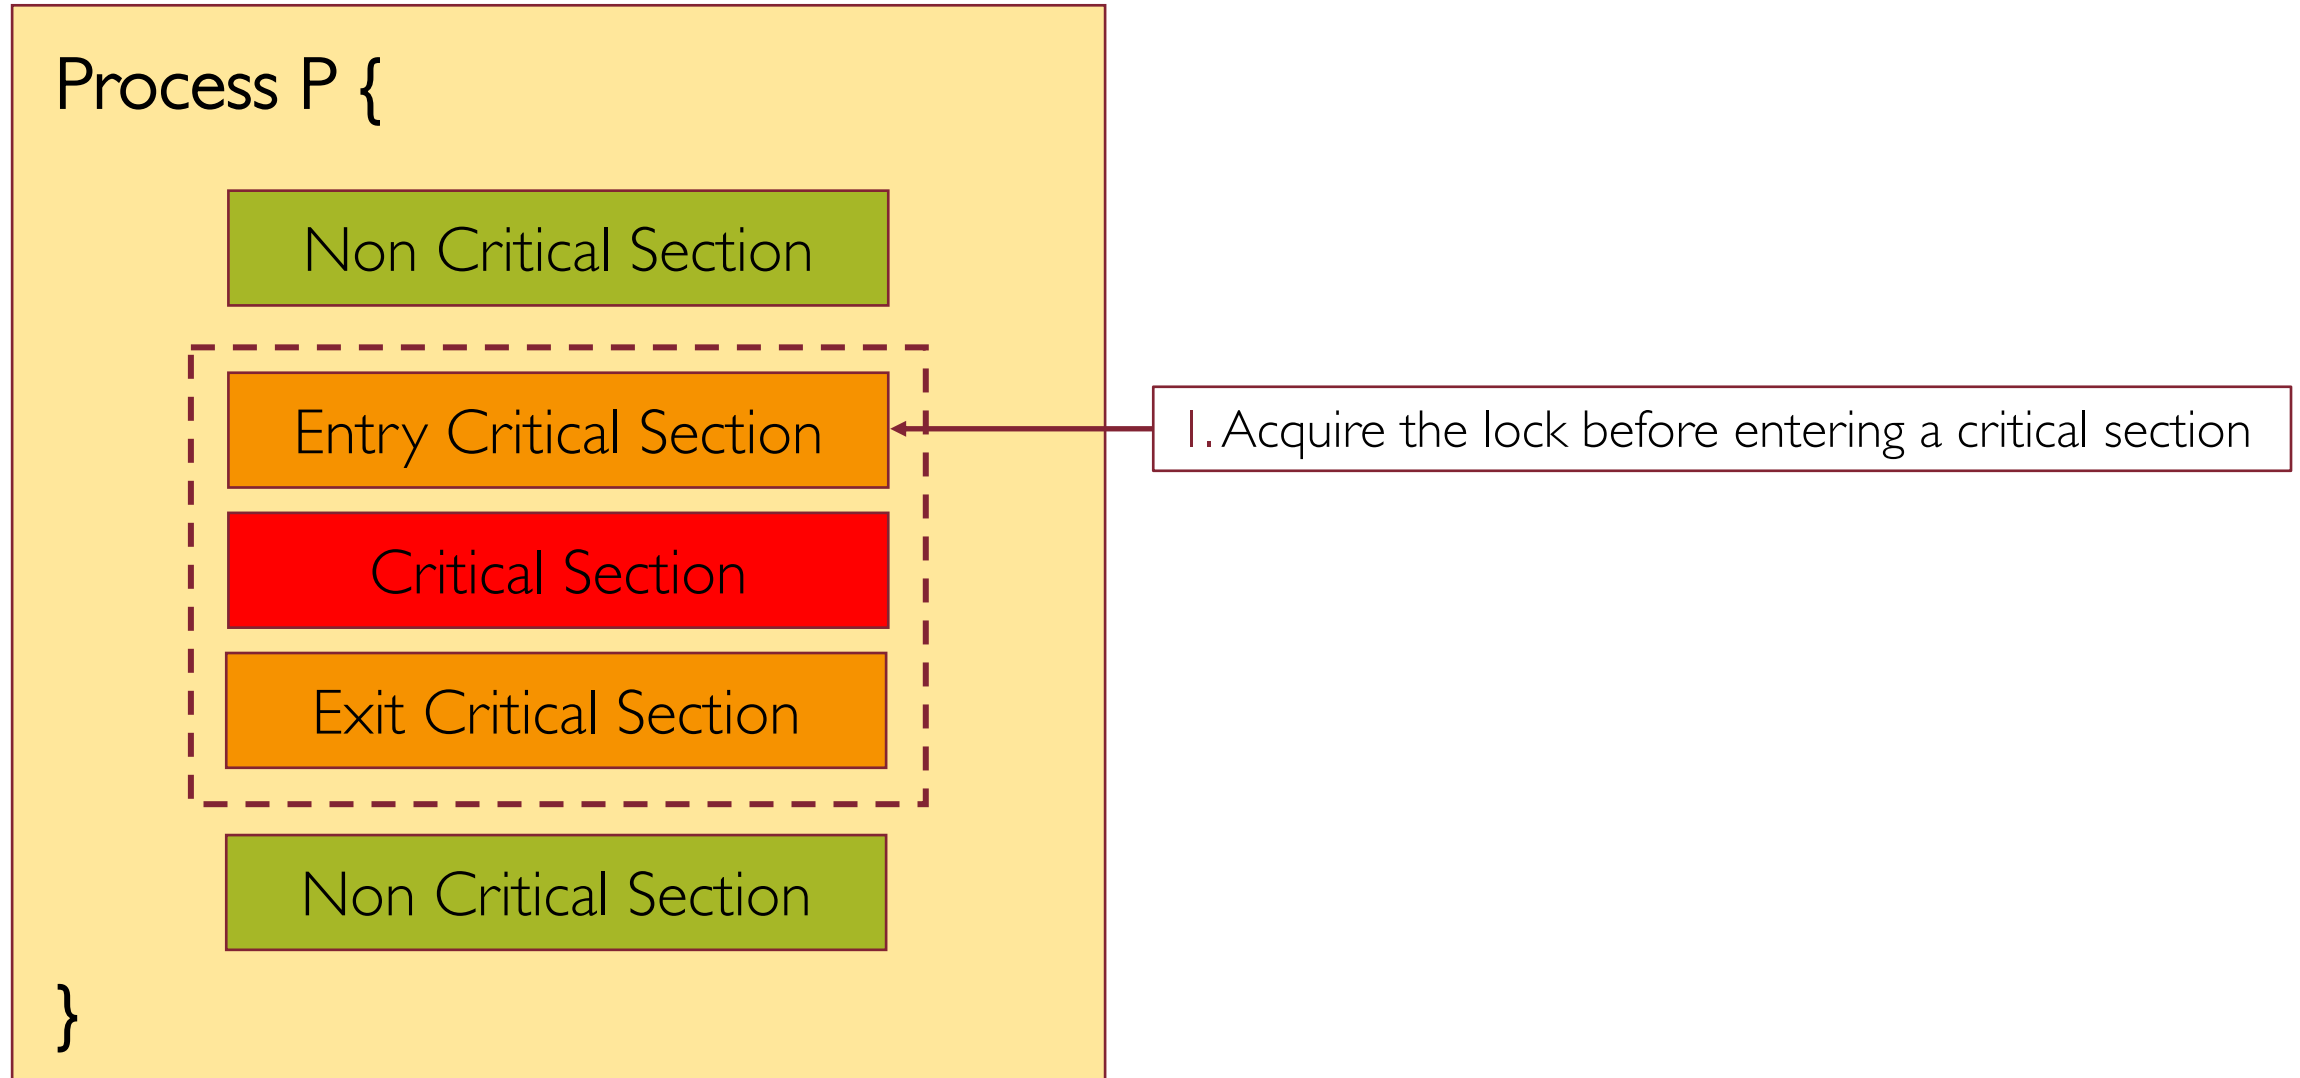 Process P {
Non Critical Section
Entry Critical Section
1. Acquire the lock before entering a critical section
Critical Section
Exit Critical Section
Non Critical Section
}